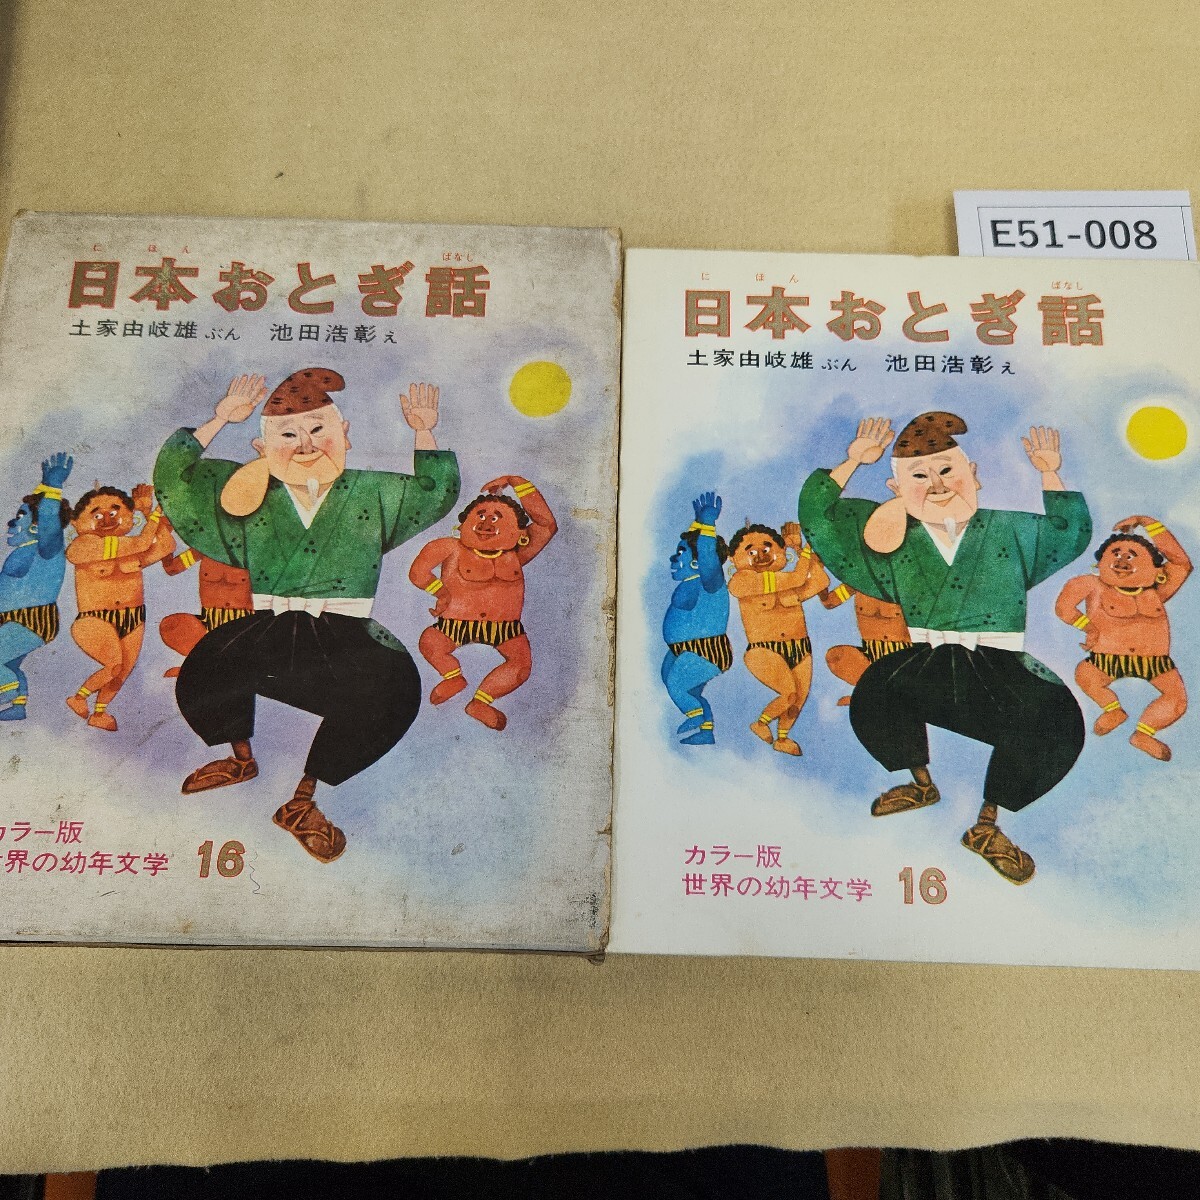 E51-008
にほん
ばなし
日本おとぎ話
土家由岐雄 ぶん 池田浩彰 え
カラー版
世界の幼年文学 16
にほん
ばなし
日本おとぎ話
土家由岐雄 ぶん 池田浩彰 え
カラー版
世界の幼年文学 16